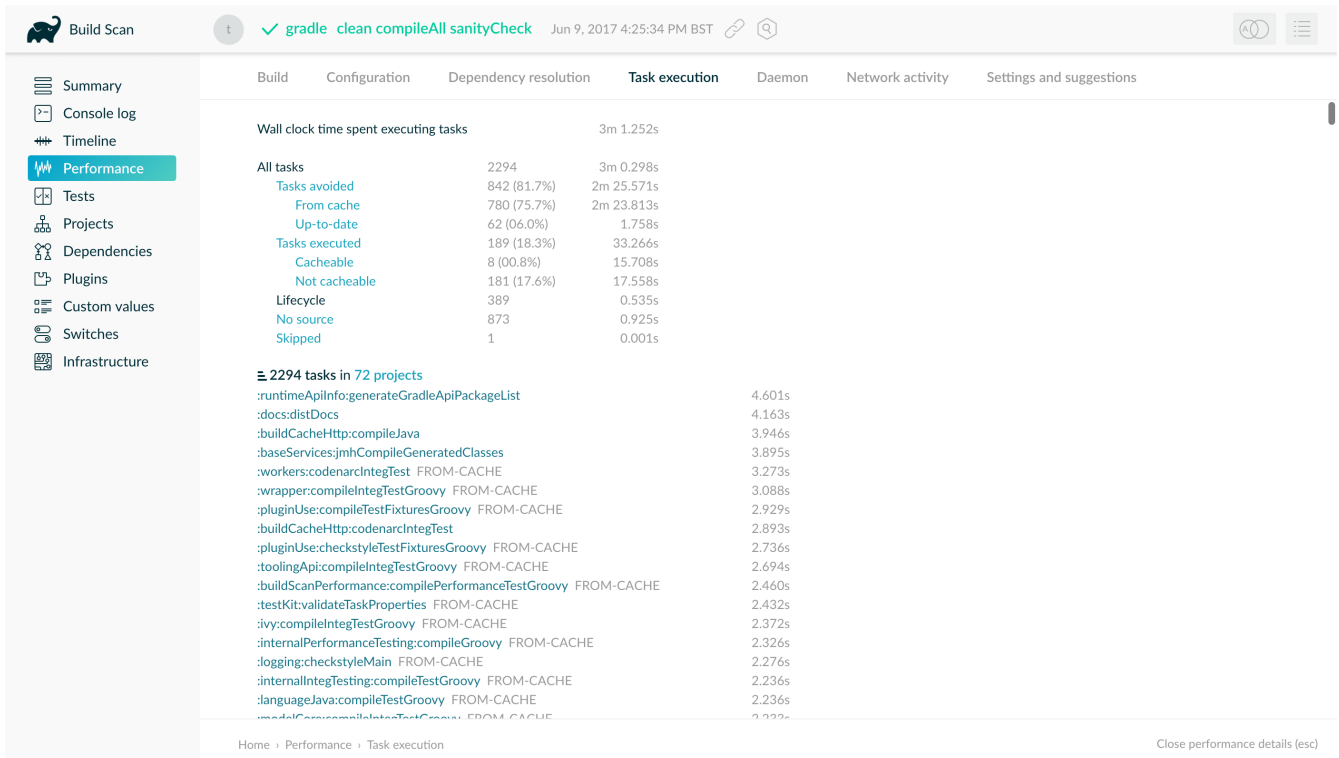 Build Scan
t gradle clean compileAll sanityCheck Jun 9, 2017 4:25:34 PM BST
Summary
Console log
Timeline
Performance
Tests
Projects
Dependencies
Plugins
Custom values
Switches
Infrastructure
Build Configuration Dependency resolution Task execution Daemon Network activity Settings and suggestions
Wall clock time spent executing tasks 3m 1.252s
All tasks 2294 3m 0.298s
Tasks avoided 842 (81.7%) 2m 25.571s
From cache 780 (75.7%) 2m 23.813s
Up-to-date 62 (06.0%) 1.758s
Tasks executed 189 (18.3%) 33.266s
Cacheable 8 (00.8%) 15.708s
Not cacheable 181 (17.6%) 17.558s
Lifecycle 389 0.535s
No source 873 0.925s
Skipped 1 0.001s
2294 tasks in 72 projects
:runtimeApiInfo:generateGradleApiPackageList 4.601s
:docs:distDocs 4.163s
:buildCacheHttp:compileJava 3.946s
:baseServices:jmhCompileGeneratedClasses 3.895s
:workers:codenarcIntegTest FROM-CACHE 3.273s
:wrapper:compileIntegTestGroovy FROM-CACHE 3.088s
:pluginUse:compileTestFixturesGroovy FROM-CACHE 2.929s
:buildCacheHttp:codenarcIntegTest 2.893s
:pluginUse:checkstyleTestFixturesGroovy FROM-CACHE 2.736s
:toolingApi:compileIntegTestGroovy FROM-CACHE 2.694s
:buildScanPerformance:compilePerformanceTestGroovy FROM-CACHE 2.460s
:testKit:validateTaskProperties FROM-CACHE 2.432s
:ivy:compileIntegTestGroovy FROM-CACHE 2.372s
:internalPerformanceTesting:compileGroovy FROM-CACHE 2.326s
:logging:checkstyleMain FROM-CACHE 2.276s
:internalIntegTesting:compileTestGroovy FROM-CACHE 2.236s
:languageJava:compileTestGroovy FROM-CACHE 2.236s
:modelCore:compileIntegTestGroovy FROM-CACHE 2.233s
Home › Performance › Task execution
Close performance details (esc)